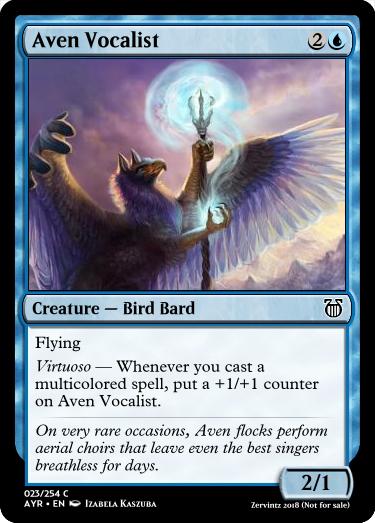 Aven Vocalist 2
Creature — Bird Bard
Flying
Virtuoso — Whenever you cast a
multicolored spell, put a +1/+1 counter
on Aven Vocalist.
On very rare occasions, Aven flocks perform
aerial choirs that leave even the best singers
breathless for days.
2/1
023/254 C
AYR • EN Izabela Kaszuba
Zervintz 2018 (Not for sale)